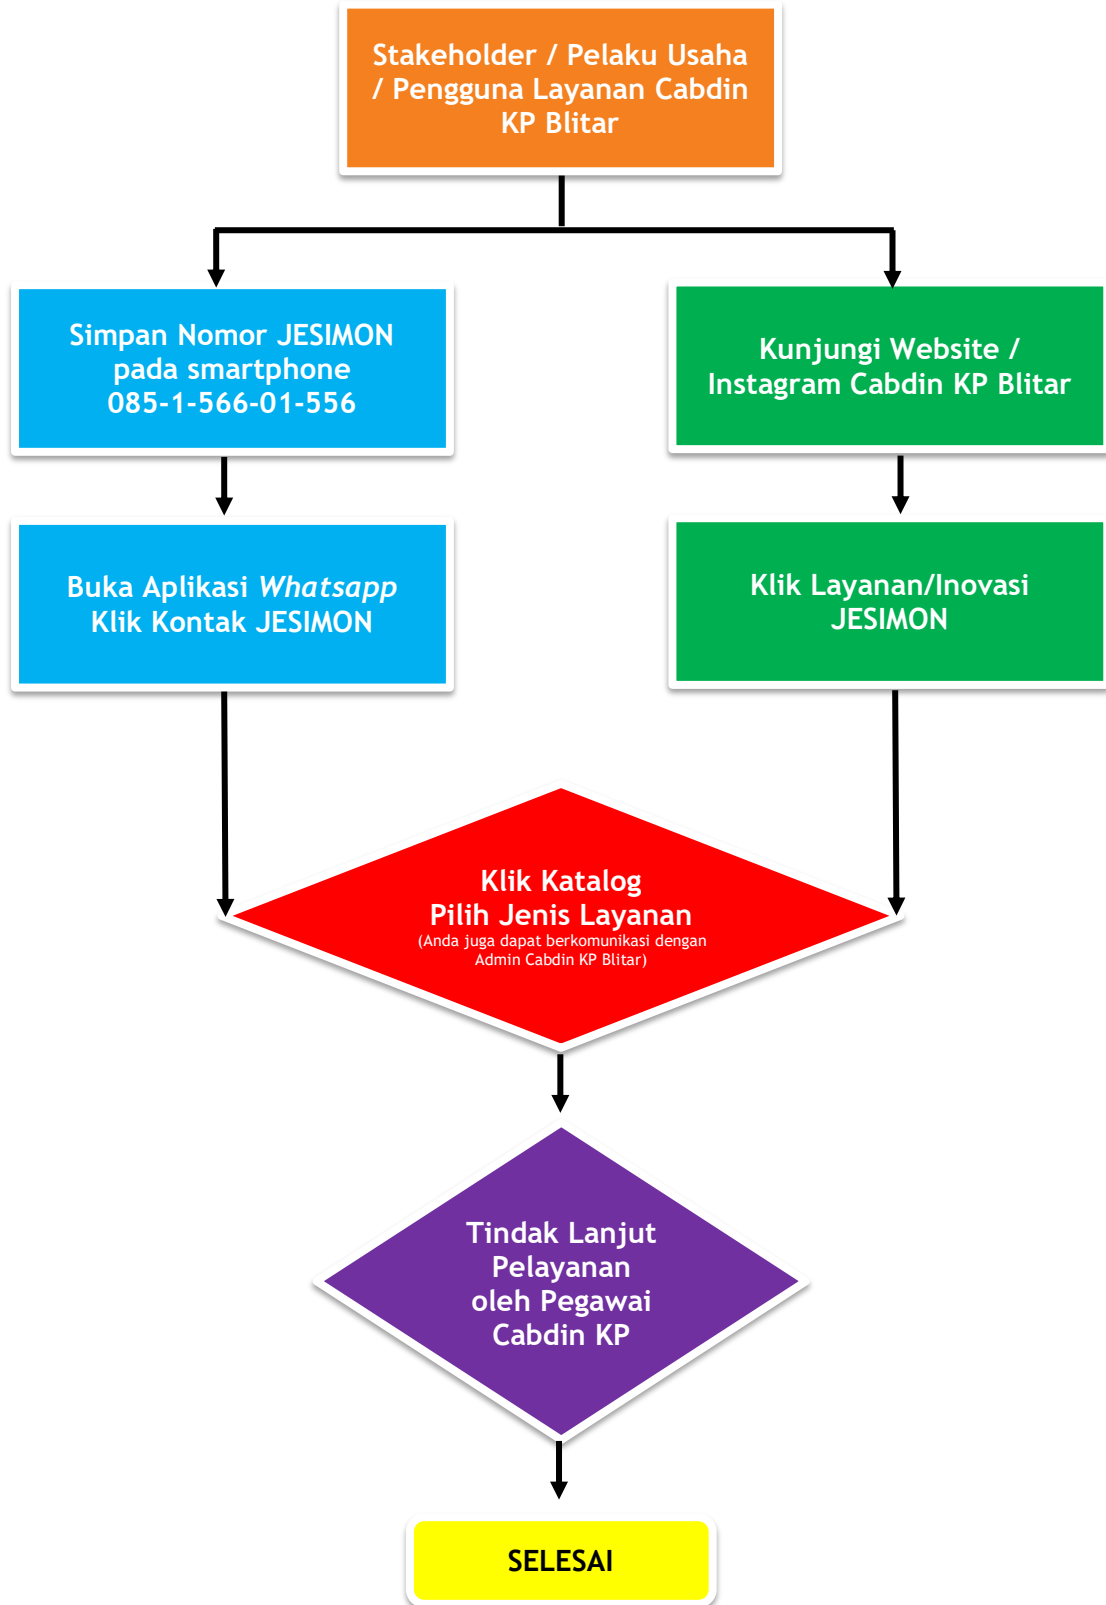 Stakeholder / Pelaku Usaha
/ Pengguna Layanan Cabdin
KP Blitar
Simpan Nomor JESIMON
pada smartphone
085-1-566-01-556
Kunjungi Website /
Instagram Cabdin KP Blitar
Buka Aplikasi Whatsapp
Klik Kontak JESIMON
Klik Layanan/Inovasi
JESIMON
Klik Katalog
Pilih Jenis Layanan
(Anda juga dapat berkomunikasi dengan
Admin Cabdin KP Blitar)
Tindak Lanjut
Pelayanan
oleh Pegawai
Cabdin KP
SELESAI